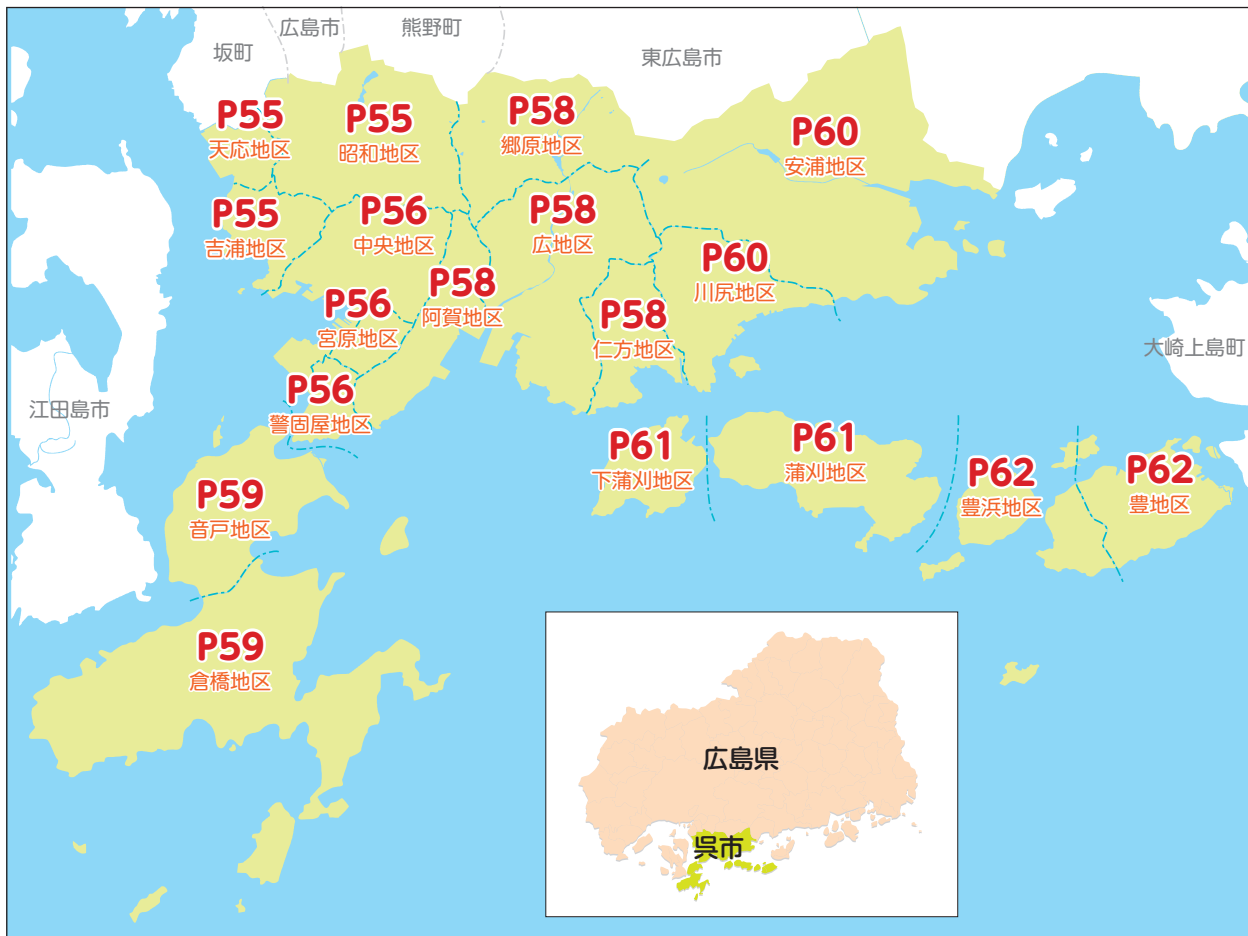 広島市
熊野町
坂町
東広島市
P55
天応地区
P55
昭和地区
P58
郷原地区
P60
安浦地区
P55
吉浦地区
P56
中央地区
P58
広地区
P60
川尻地区
P58
阿賀地区
P56
宮原地区
P58
仁方地区
大崎上島町
P56
警固屋地区
江田島市
P61
下蒲刈地区
P61
蒲刈地区
P62
豊浜地区
P62
豊地区
P59
音戸地区
P59
倉橋地区
広島県
呉市